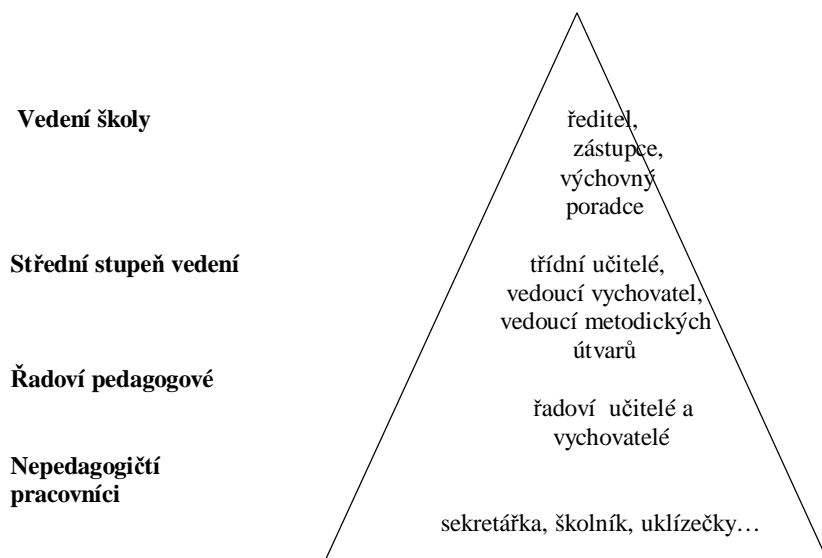 Vedení školy
ředitel,
zástupce,
výchovný
poradce
Střední stupeň vedení
třídní učitelé,
vedoucí vychovatel,
vedoucí metodických
útvarů
Řadoví pedagogové
řadoví učitelé a
vychovatelé
Nepedagogičtí
pracovníci
sekretářka, školník, uklízečky…